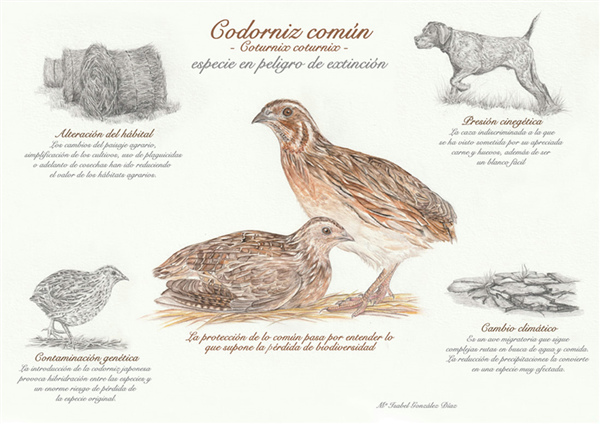 Codorniz común
- Coturnix coturnix -
especie en peligro de extinción
Alteración del hábital
Los cambios del paisaje agrario,
simplificación de los cultivos, uso de plaguicidas
o adelanto de cosechas han ido reduciendo
el valor de los hábitats agrarios.
Presión cinegética
La caza indiscriminada a la que
se ha visto sometida por su apreciada
carne y huevos, además de ser
un blanco fácil
Contaminación genética
La introducción de la codorniz japonesa
provoca hibridración entre las especies y
un enorme riesgo de pérdida de
la especie original.
La protección de lo común pasa por entender lo
que supone la pérdida de biodiversidad
Cambio climático
Es un ave migratoria que sigue
complejas rutas en busca de agua y comida.
La reducción de precipitaciones la convierte
en una especie muy afectada.
Mª Isabel González Díaz